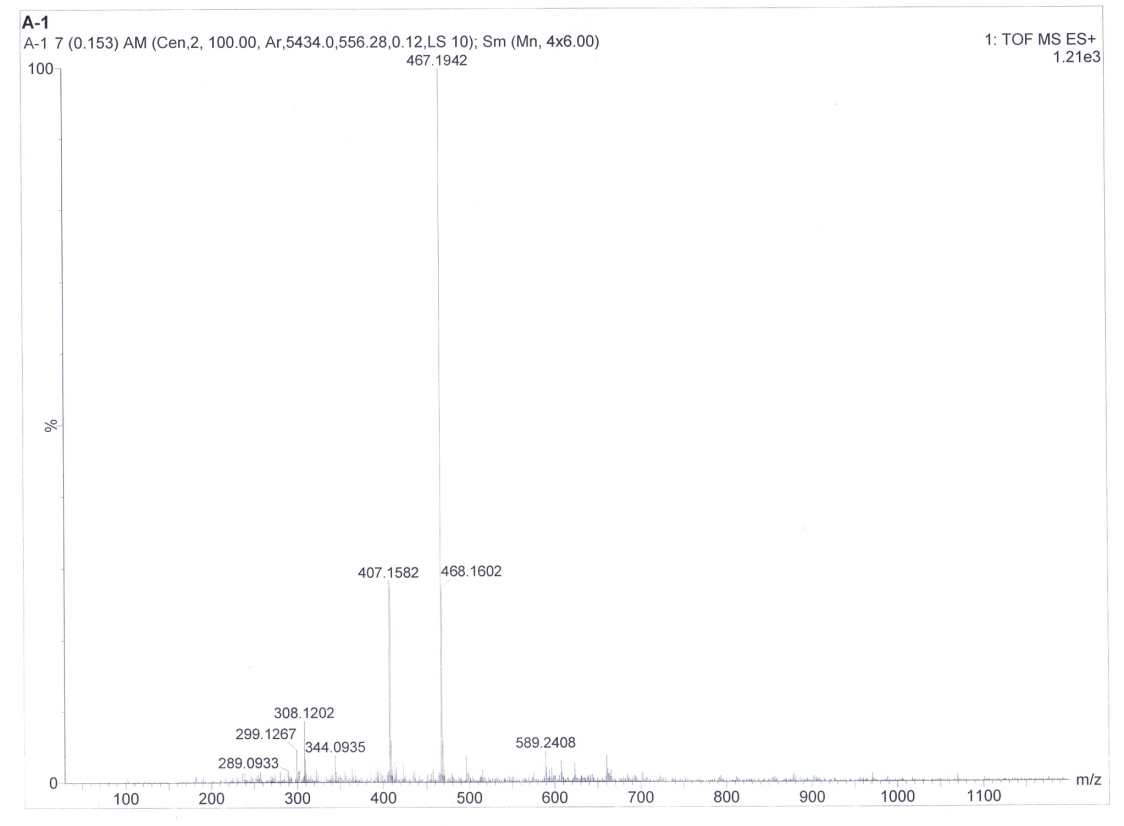 A-1
A-1 7 (0.153) AM (Cen,2, 100.00, Ar,5434.0,556.28,0.12,LS 10); Sm (Mn, 4x6.00)
1: TOF MS ES+
1.21e3
467.1942
100
%
407.1582
468.1602
308.1202
299.1267
344.0935
289.0933
589.2408
0
m/z
100 200 300 400 500 600 700 800 900 1000 1100